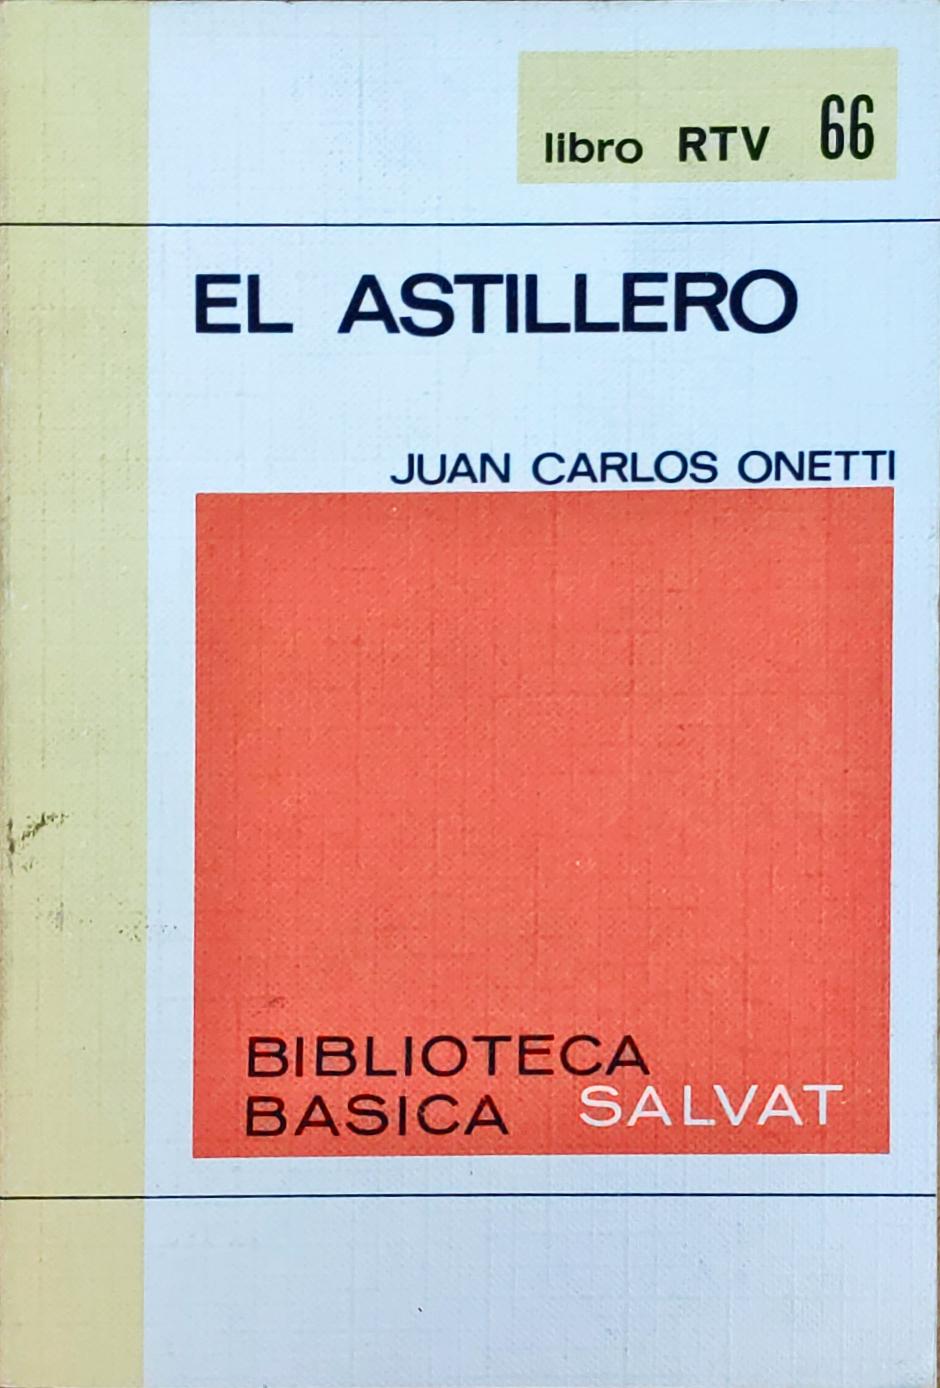 libro RTV 66
EL ASTILLERO
JUAN CARLOS ONETTI
BIBLIOTECA
BASICA SALVAT